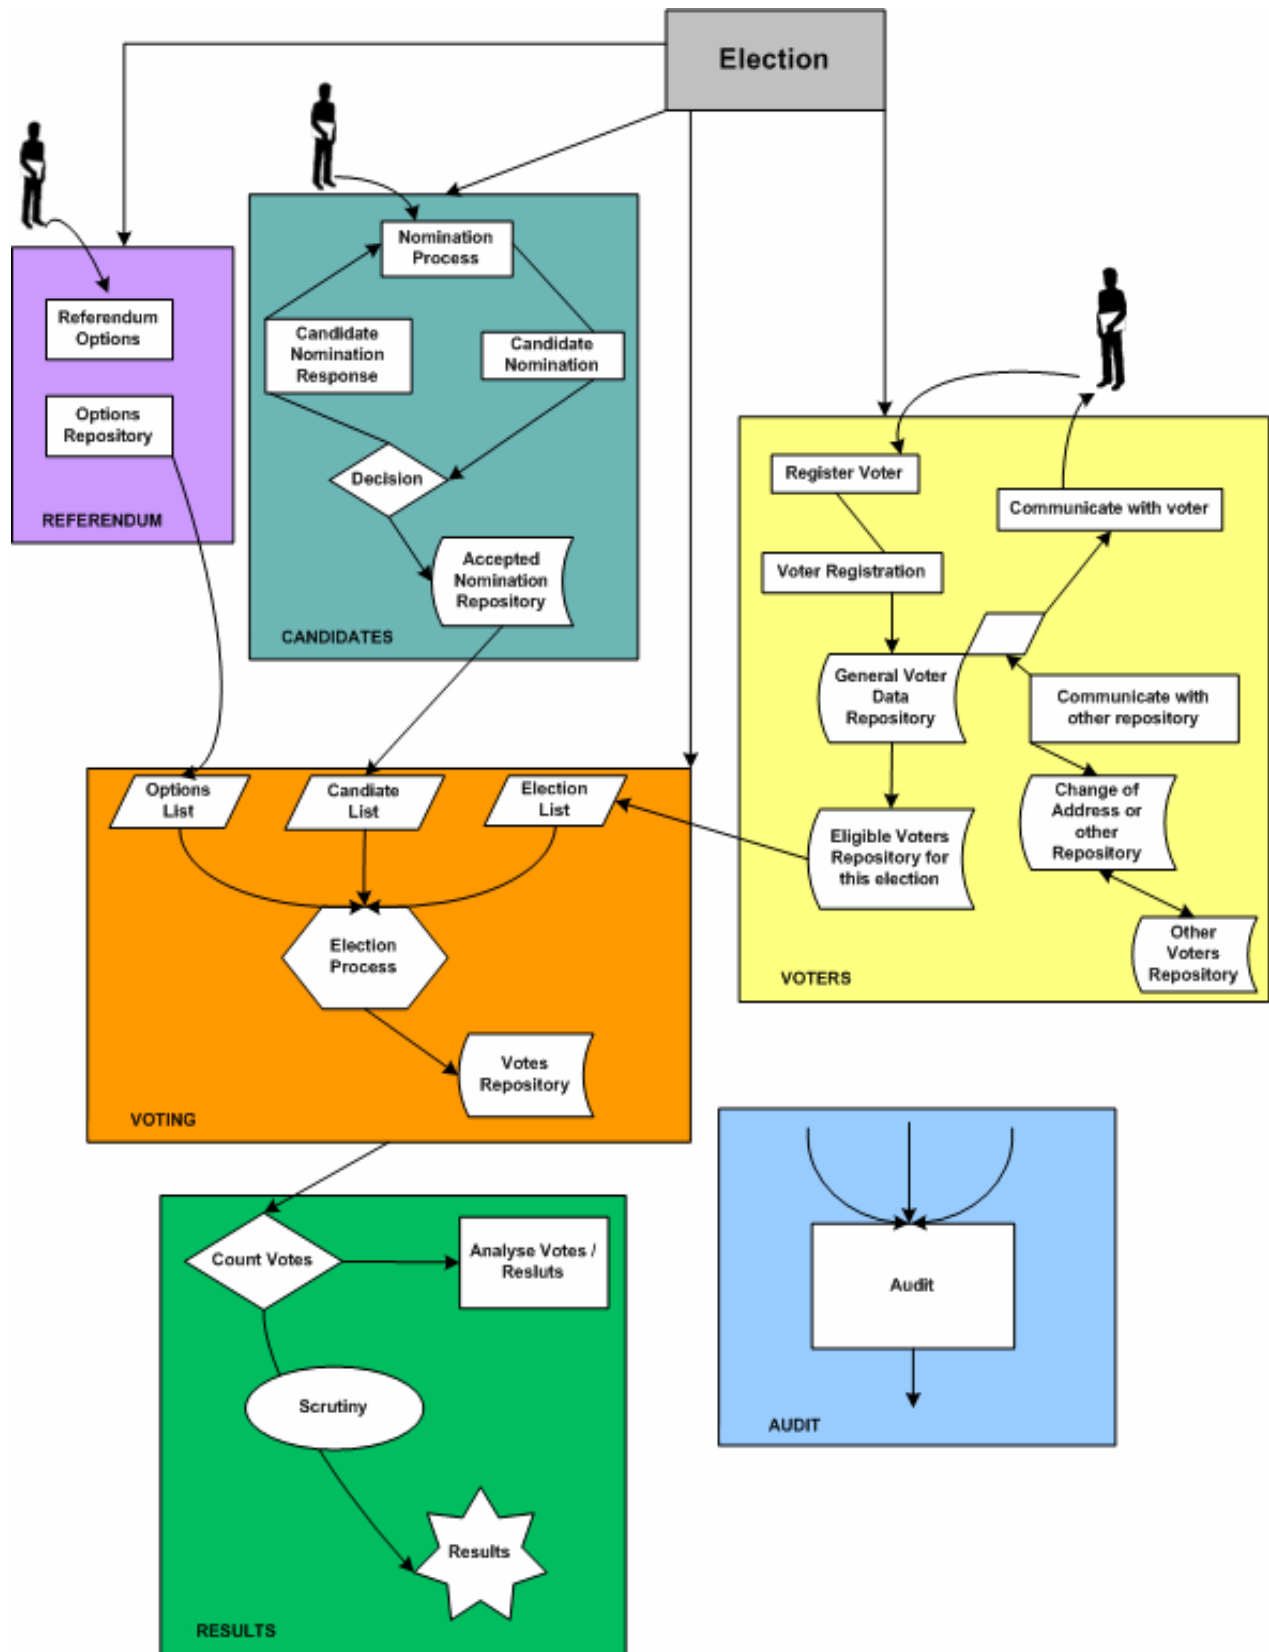 Election
Nomination
Process
Candidate
Nomination
Response
Candidate
Nomination
Decision
Accepted
Nomination
Repository
CANDIDATES
Referendum
Options
Options
Repository
REFERENDUM
Register Voter
Communicate with voter
Voter Registration
General Voter
Data
Repository
Communicate with
other repository
Change of
Address or
other
Repository
Eligible Voters
Repository for
this election
Other
Voters
Repository
VOTERS
Options
List
Candiate
List
Election
List
Election
Process
Votes
Repository
VOTING
Count Votes
Analyse Votes /
Resluts
Scrutiny
Results
RESULTS
Audit
AUDIT